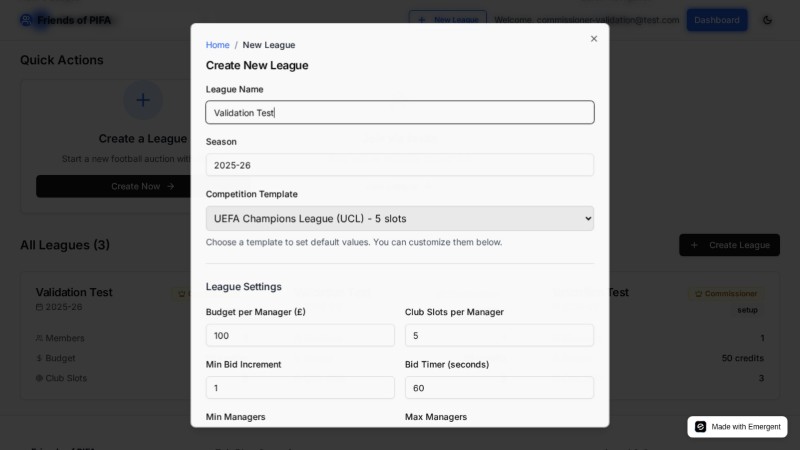 Friends of PIFA
New League
Welcome, commissioner-validation@test.com
Dashboard
Quick Actions
Create a League
Start a new football auction with
Create Now →
All Leagues (3)
Create League
Validation Test
2025-26
Members
Budget
Club Slots
Test
Commissioner
setup
1
50 credits
3
×
Home / New League
Create New League
League Name
Validation Test
Season
2025-26
Competition Template
UEFA Champions League (UCL) - 5 slots
Choose a template to set default values. You can customize them below.
League Settings
Budget per Manager (£)
Club Slots per Manager
100
5
Min Bid Increment
Bid Timer (seconds)
1
60
Min Managers
Max Managers
Made with Emergent